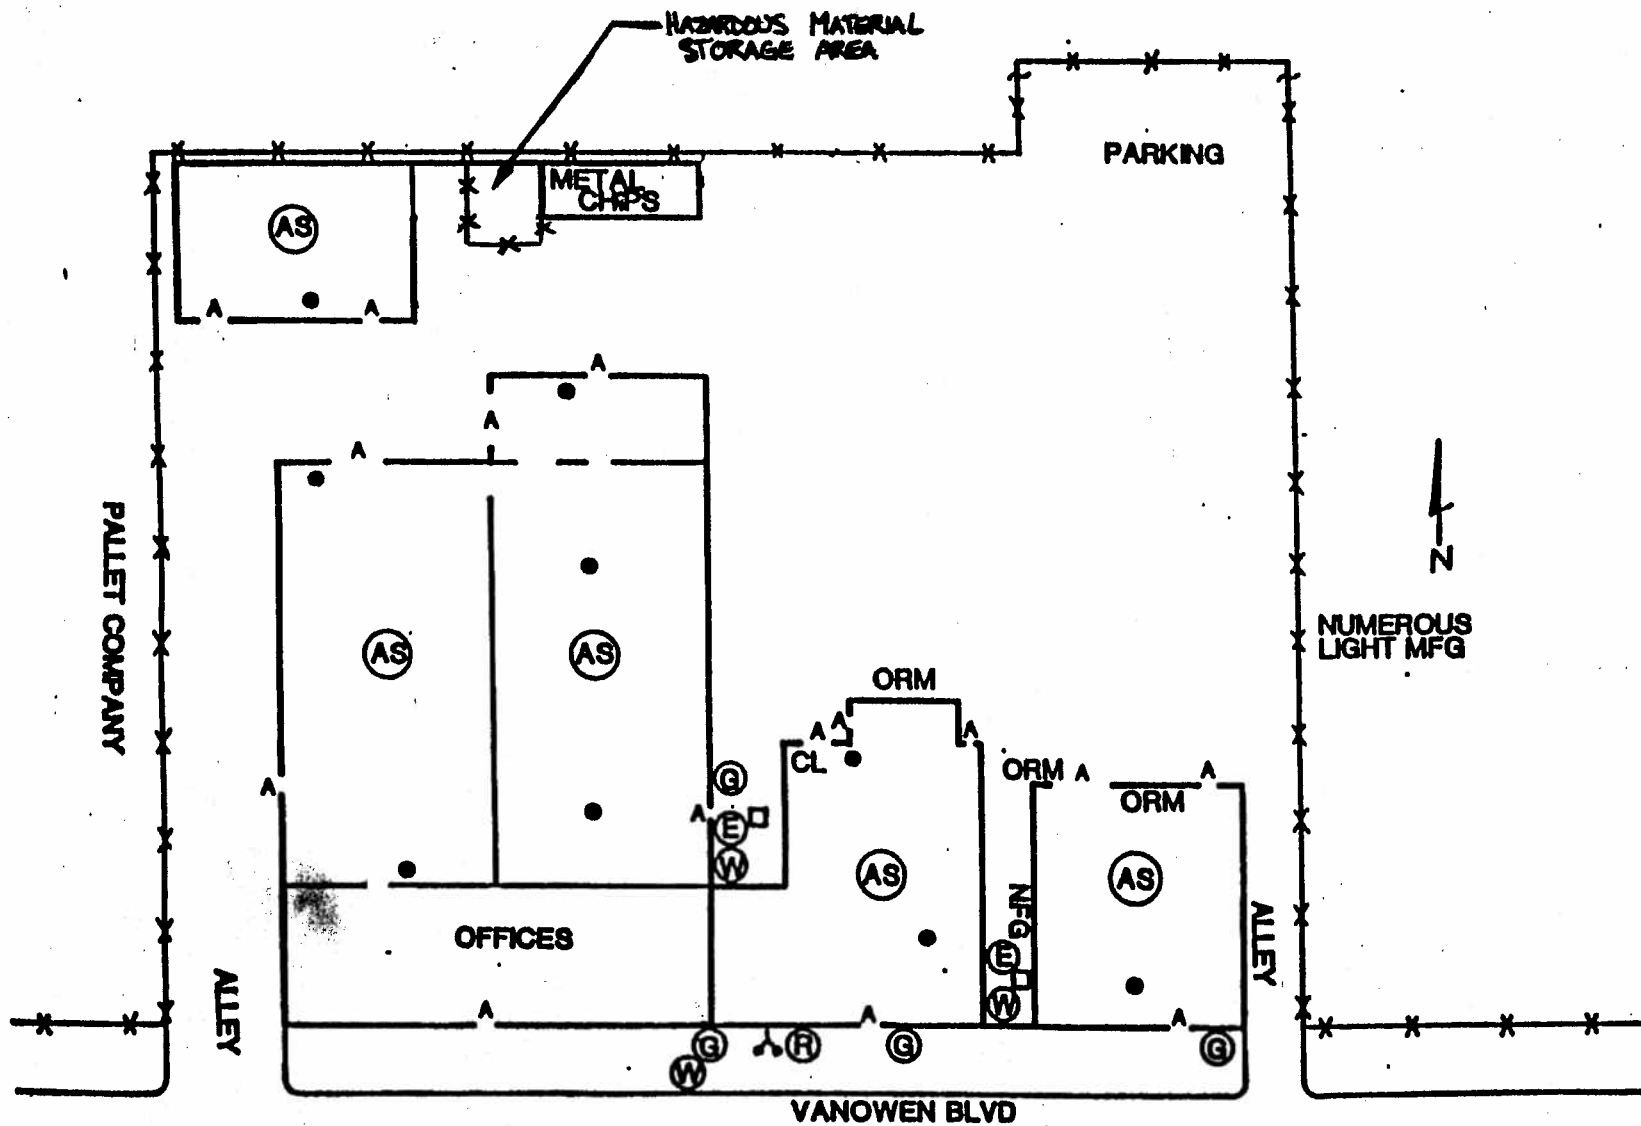 HAZARDOUS MATERIAL
STORAGE AREA
PARKING
METAL
CHIPS
AS
A
A
A
A
A
PALLET COMPANY
N
NUMEROUS
LIGHT MFG
AS
AS
ORM
A
A
A
CL
G
A
A
ORM
A
A
ORM
E
W
AS
AS
NFG
OFFICES
E
W
ALLEY
ALLEY
A
A
A
G
R
G
G
W
VANOWEN BLVD